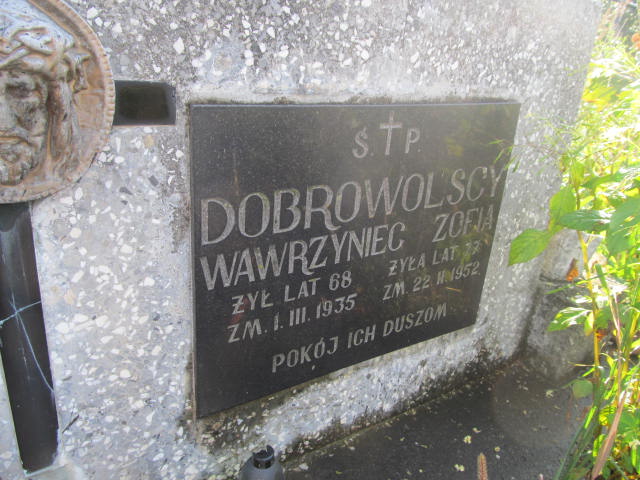 Ś. † P.
DOBROWOLSCY
WAWRZYNIEC ZOFIA
ŻYŁ LAT 68 ŻYŁA LAT 77
ZM. 1. III. 1935 ZM. 22. II. 1952.
POKÓJ ICH DUSZOM